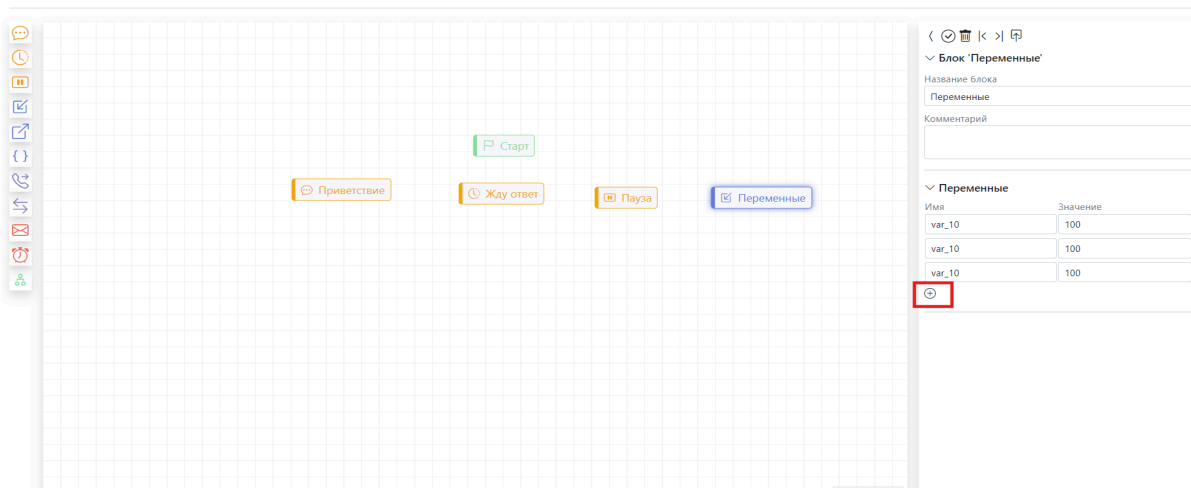 Блок 'Переменные'
Название блока
Переменные
Комментарий
Старт
Приветствие
Жду ответ
Пауза
Переменные
Переменные
Имя Значение
var_10 100
var_10 100
var_10 100